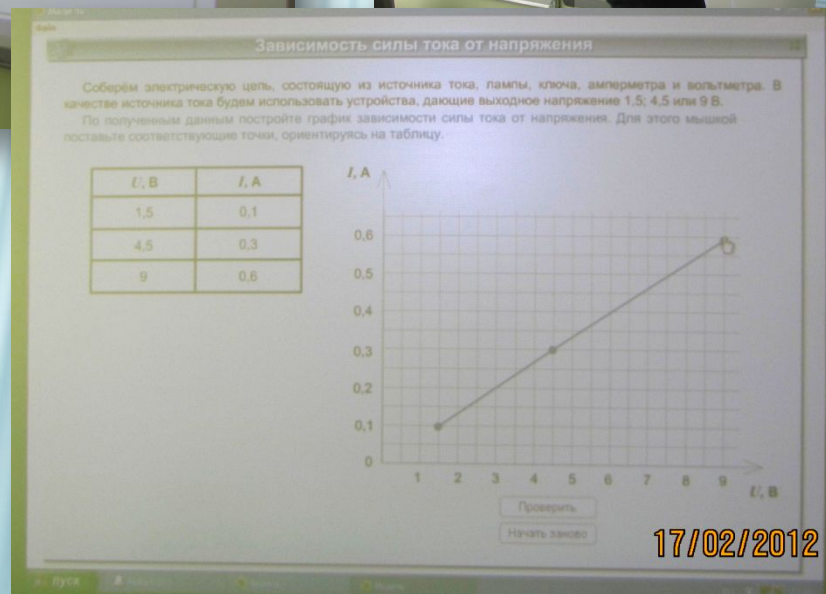 Зависимость силы тока от напряжения
Соберём электрическую цепь, состоящую из источника тока, лампы, ключа, амперметра и вольтметра. В
качестве источника тока будем использовать устройства, дающие выходное напряжение 1,5; 4,5 или 9 В.
По полученным данным постройте график зависимости силы тока от напряжения. Для этого мышкой
поставьте соответствующие точки, ориентируясь на таблицу.
U, В I, А
1,5 0,1
4,5 0,3
9 0,6
I, А
0,6
0,5
0,4
0,3
0,2
0,1
0
1 2 3 4 5 6 7 8 9
U, В
Проверить
Начать заново
17/02/2012
пуск